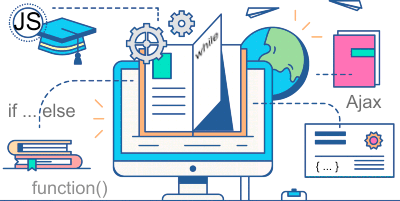 JS
while
if ... else
Ajax
{ ... }
function()